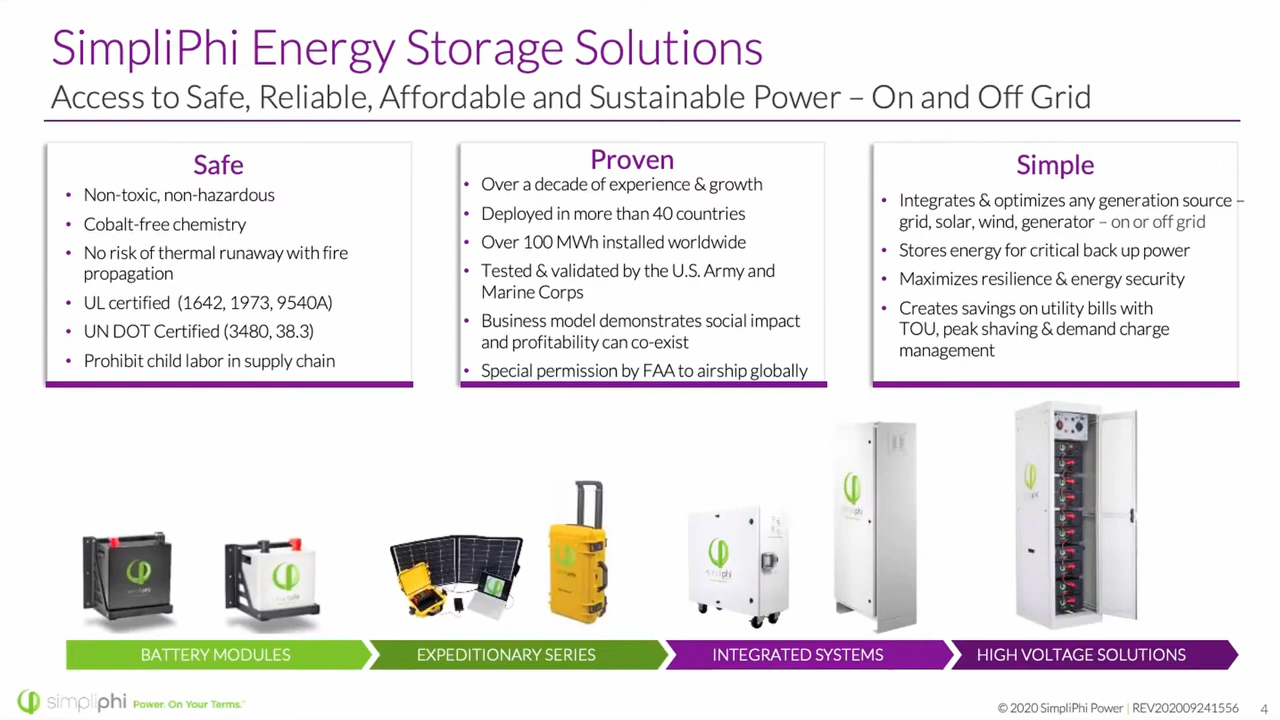 SimpliPhi Energy Storage Solutions
Access to Safe, Reliable, Affordable and Sustainable Power – On and Off Grid
Safe
• Non-toxic, non-hazardous
• Cobalt-free chemistry
• No risk of thermal runaway with fire
propagation
• UL certified (1642, 1973, 9540A)
• UN DOT Certified (3480, 38.3)
• Prohibit child labor in supply chain
Proven
• Over a decade of experience & growth
• Deployed in more than 40 countries
• Over 100 MWh installed worldwide
• Tested & validated by the U.S. Army and
Marine Corps
• Business model demonstrates social impact
and profitability can co-exist
• Special permission by FAA to airship globally
Simple
• Integrates & optimizes any generation source –
grid, solar, wind, generator – on or off grid
• Stores energy for critical back up power
• Maximizes resilience & energy security
• Creates savings on utility bills with
TOU, peak shaving & demand charge
management
simpliphi
simpliphi
BATTERY MODULES
EXPEDITIONARY SERIES
INTEGRATED SYSTEMS
HIGH VOLTAGE SOLUTIONS
simpliphi Power. On Your Terms.™
© 2020 SimpliPhi Power | REV202009241556
4